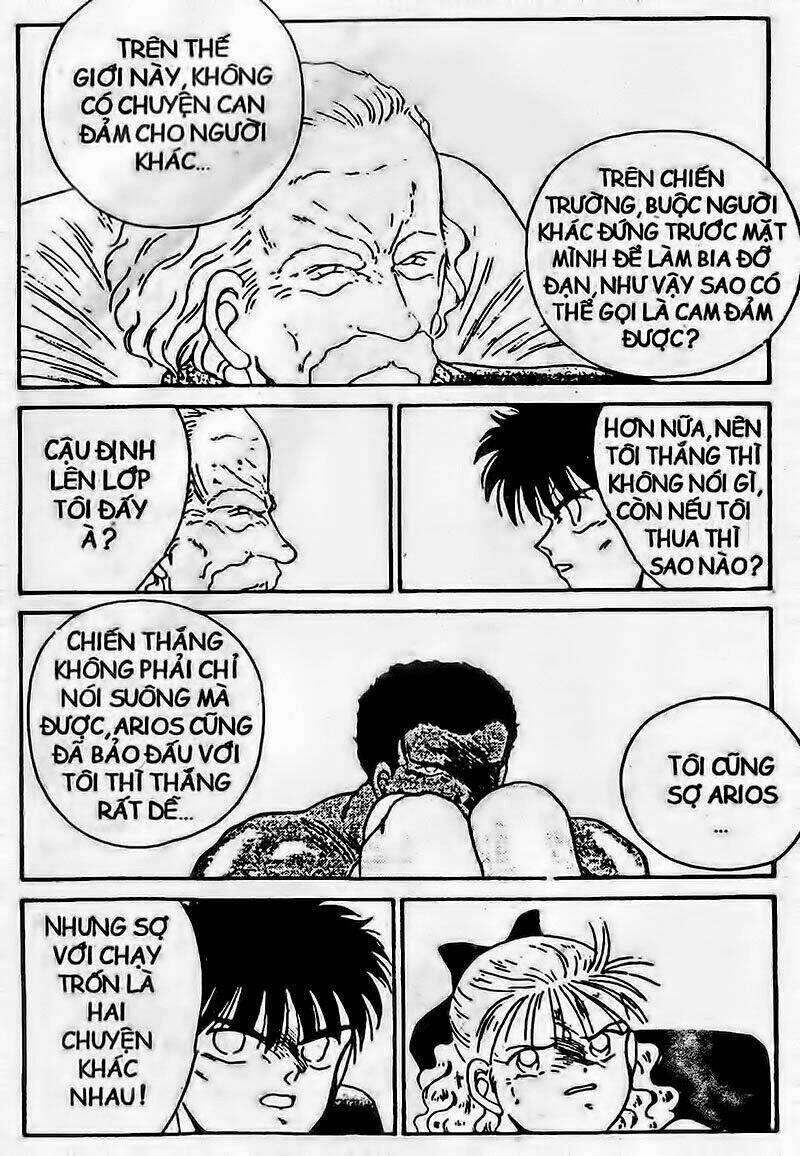 TRÊN THẾ
GIỚI NÀY, KHÔNG
CÓ CHUYỆN CAN
ĐẢM CHO NGƯỜI
KHÁC...
TRÊN CHIẾN
TRƯỜNG, BUỘC NGƯỜI
KHÁC ĐỨNG TRƯỚC MẶT
MÌNH ĐỂ LÀM BIA ĐỠ
ĐẠN, NHƯ VẬY SAO CÓ
THỂ GỌI LÀ CAM ĐẢM
ĐƯỢC?
CẬU ĐỊNH
LÊN LỚP
TÔI ĐẤY
À?
HƠN NỮA, NÊN
TÔI THẮNG THÌ
KHÔNG NÓI GÌ,
CÒN NẾU TÔI
THUA THÌ
SAO NÀO?
CHIẾN THẮNG
KHÔNG PHẢI CHỈ
NÓI SUÔNG MÀ
ĐƯỢC, ARIOS CŨNG
ĐÃ BẢO ĐẤU VỚI
TÔI THÌ THẮNG
RẤT DỄ...
TÔI CŨNG
SỢ ARIOS
...
NHƯNG SỢ
VỚI CHẠY
TRỐN LÀ
HAI
CHUYỆN
KHÁC
NHAU!